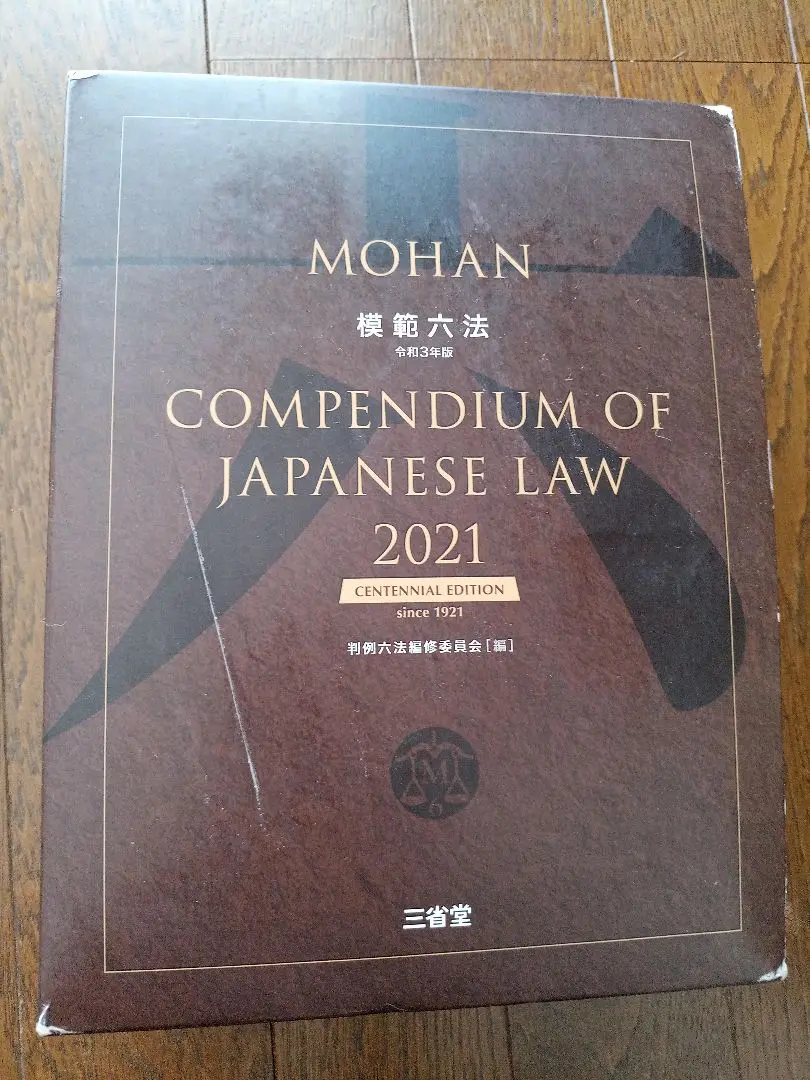 MOHAN
模範六法
令和3年版
COMPENDIUM OF
JAPANESE LAW
2021
CENTENNIAL EDITION
since 1921
判例六法編修委員会[編]
M
三省堂